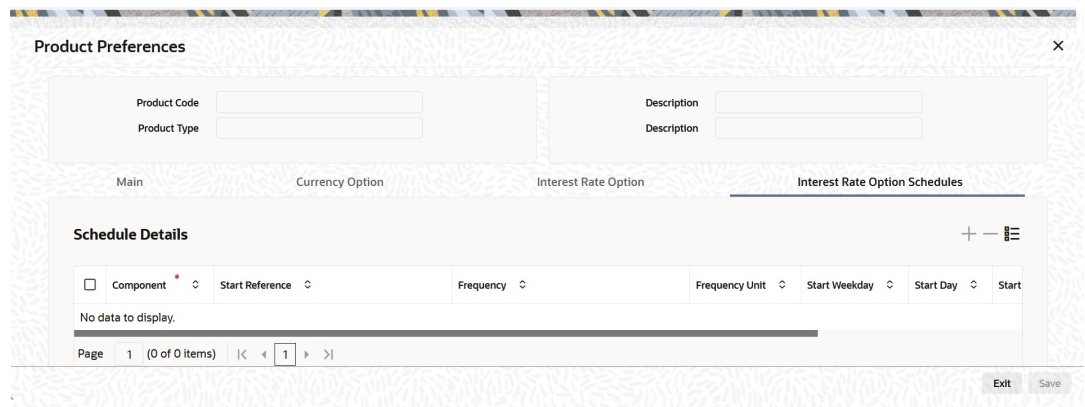 Product Preferences
Product Code
Description
Product Type
Description
Main Currency Option Interest Rate Option Interest Rate Option Schedules
Schedule Details
Component * Start Reference Frequency Frequency Unit Start Weekday Start Day Start
No data to display.
Page 1 (0 of 0 items) 1
Exit Save